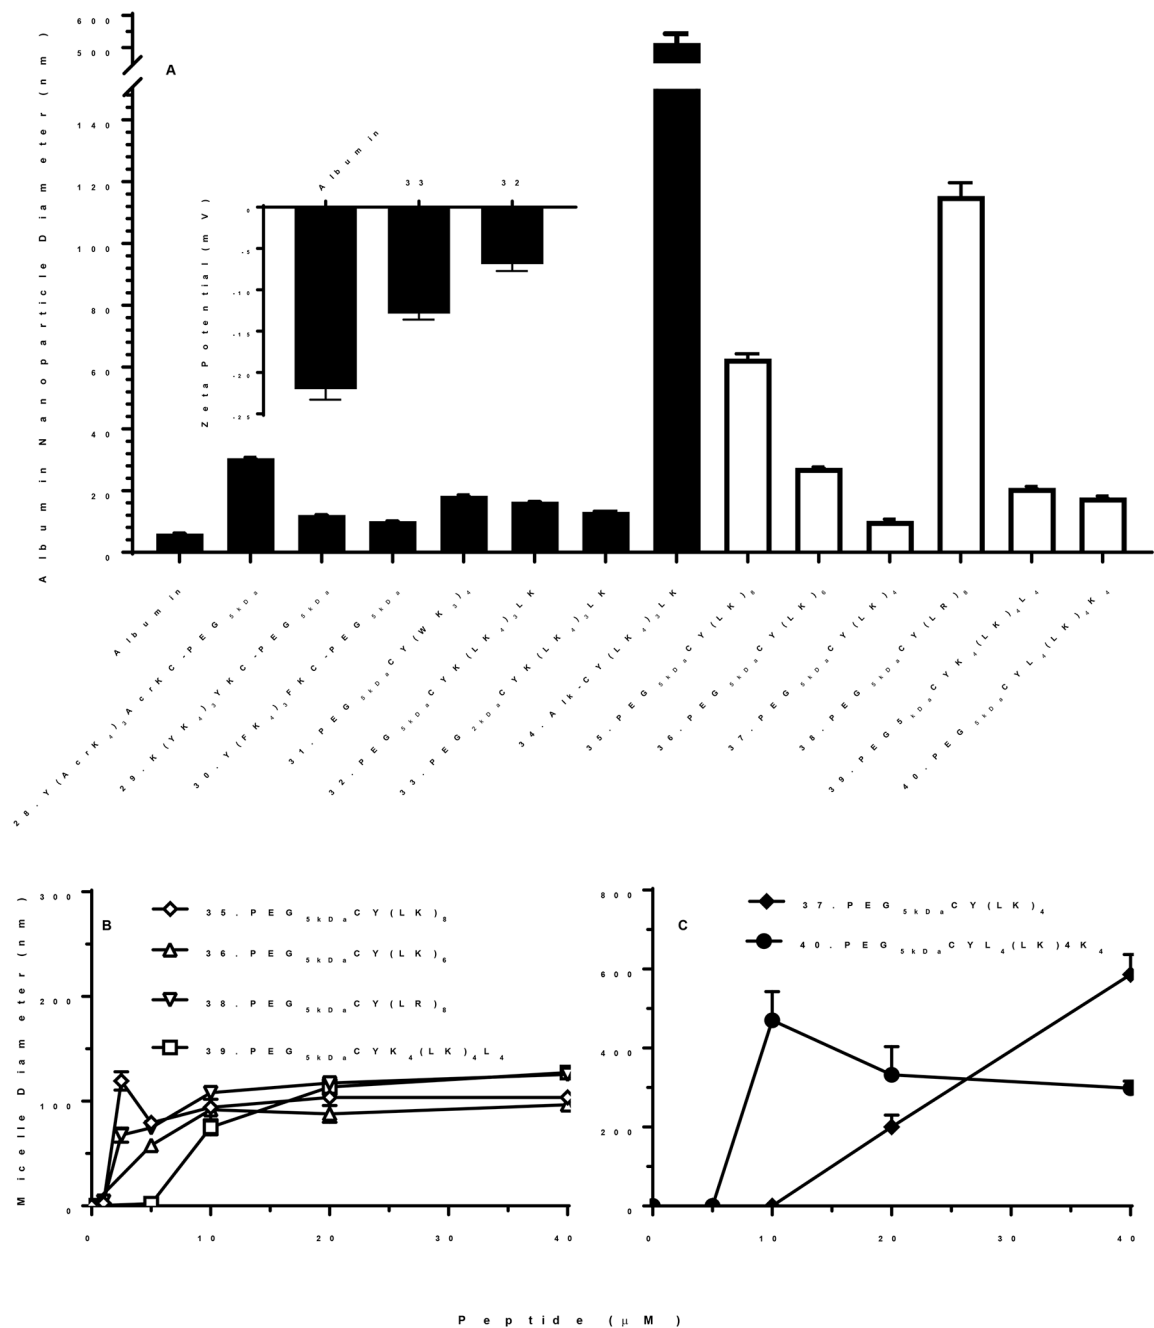 Albumin Nanoparticle Diameter (nm)
600
500
A
140
120
100
80
60
40
20
0
Albumin
33
32
Zeta Potential (mV)
0
-5
-10
-15
-20
-25
Albumin
28. Y(AcrK4)3AcrKC-PEG5kDa
29. K(YK4)3YKC-PEG5kDa
30. Y(FK4)3FKC-PEG5kDa
31. PEG5kDaCY(WK3)4
32. PEG5kDaCYK(LK4)3LK
33. PEG2kDaCYK(LK4)3LK
34. Alk-CY(LK4)3LK
35. PEG5kDaCY(LK)8
36. PEG5kDaCY(LK)6
37. PEG5kDaCY(LK)4
38. PEG5kDaCY(LR)8
39. PEG5kDaCYK4(LK)4L4
40. PEG5kDaCYL4(LK)4K4
Micelle Diameter (nm)
300
200
100
0
B
35. PEG5kDaCY(LK)8
36. PEG5kDaCY(LK)6
38. PEG5kDaCY(LR)8
39. PEG5kDaCYK4(LK)4L4
0 10 20 30 40
800
600
400
200
0
C
37. PEG5kDaCY(LK)4
40. PEG5kDaCYL4(LK)4K4
0 10 20 30 40
Peptide (μM)